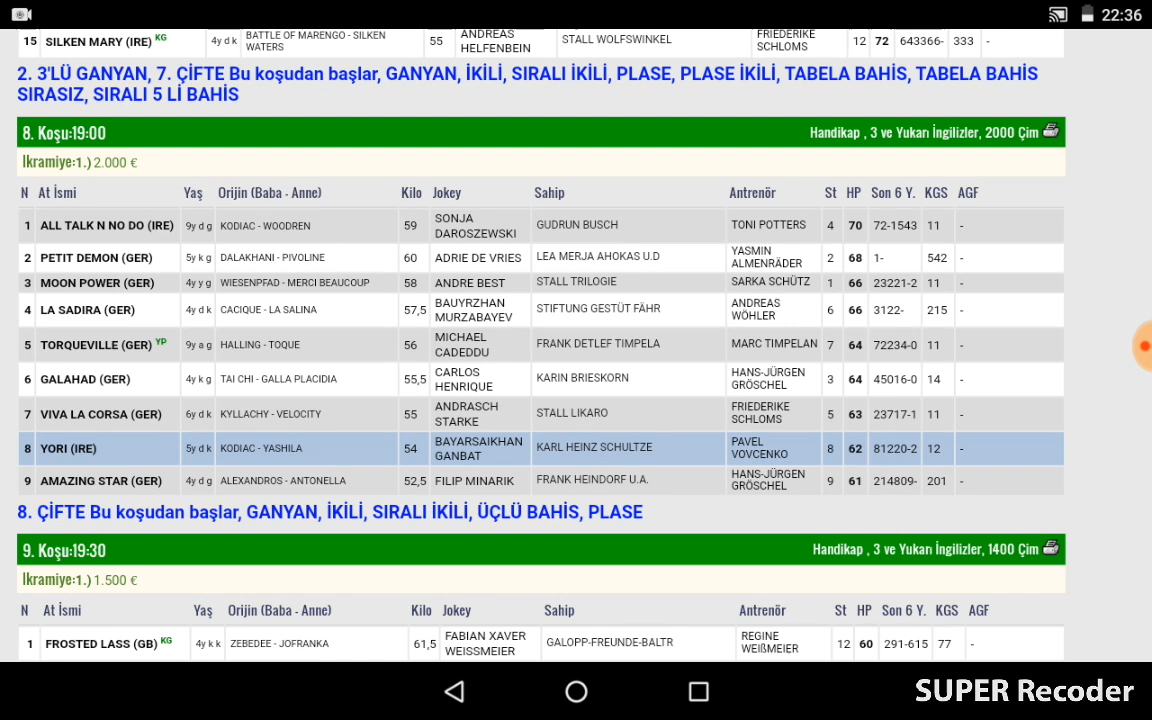 22:36
15 SILKEN MARY (IRE) KG 4y d k BATTLE OF MARENGO - SILKEN WATERS 55 ANDREAS HELFENBEIN STALL WOLFSWINKEL FRIEDERIKE SCHLOMS 12 72 643366- 333 -
2. 3'LÜ GANYAN, 7. ÇİFTE Bu koşudan başlar, GANYAN, İKİLİ, SIRALI İKİLİ, PLASE, PLASE İKİLİ, TABELA BAHİS, TABELA BAHİS
SIRASIZ, SIRALI 5 Lİ BAHİS
8. Koşu:19:00 Handikap , 3 ve Yukarı İngilizler, 2000 Çim
İkramiye:1.) 2.000 €
N At İsmi Yaş Orijin (Baba - Anne) Kilo Jokey Sahip Antrenör St HP Son 6 Y. KGS AGF
1 ALL TALK N NO DO (IRE) 9y d g KODIAC - WOODREN 59 SONJA DAROSZEWSKI GUDRUN BUSCH TONI POTTERS 4 70 72-1543 11 -
2 PETIT DEMON (GER) 5y k g DALAKHANI - PIVOLINE 60 ADRIE DE VRIES LEA MERJA AHOKAS U.D YASMIN ALMENRÄDER 2 68 1- 542 -
3 MOON POWER (GER) 4y y g WIESENPFAD - MERCI BEAUCOUP 58 ANDRE BEST STALL TRILOGIE SARKA SCHÜTZ 1 66 23221-2 11 -
4 LA SADIRA (GER) 4y d k CACIQUE - LA SALINA 57,5 BAUYRZHAN MURZABAYEV STIFTUNG GESTÜT FÄHR ANDREAS WÖHLER 6 66 3122- 215 -
5 TORQUEVILLE (GER) YP 9y a g HALLING - TOQUE 56 MICHAEL CADEDDU FRANK DETLEF TIMPELA MARC TIMPELAN 7 64 72234-0 11 -
6 GALAHAD (GER) 4y k g TAI CHI - GALLA PLACIDIA 55,5 CARLOS HENRIQUE KARIN BRIESKORN HANS-JÜRGEN GRÖSCHEL 3 64 45016-0 14 -
7 VIVA LA CORSA (GER) 6y d k KYLLACHY - VELOCITY 55 ANDRASCH STARKE STALL LIKARO FRIEDERIKE SCHLOMS 5 63 23717-1 11 -
8 YORI (IRE) 5y d k KODIAC - YASHILA 54 BAYARSAIKHAN GANBAT KARL HEINZ SCHULTZE PAVEL VOVCENKO 8 62 81220-2 12 -
9 AMAZING STAR (GER) 4y d g ALEXANDROS - ANTONELLA 52,5 FILIP MINARIK FRANK HEINDORF U.A. HANS-JÜRGEN GRÖSCHEL 9 61 214809- 201 -
8. ÇİFTE Bu koşudan başlar, GANYAN, İKİLİ, SIRALI İKİLİ, ÜÇLÜ BAHİS, PLASE
9. Koşu:19:30 Handikap , 3 ve Yukarı İngilizler, 1400 Çim
İkramiye:1.) 1.500 €
N At İsmi Yaş Orijin (Baba - Anne) Kilo Jokey Sahip Antrenör St HP Son 6 Y. KGS AGF
1 FROSTED LASS (GB) KG 4y k k ZEBEDEE - JOFRANKA 61,5 FABIAN XAVER WEISSMEIER GALOPP-FREUNDE-BALTR REGINE WEIßMEIER 12 60 291-615 77 -
SUPER Recoder